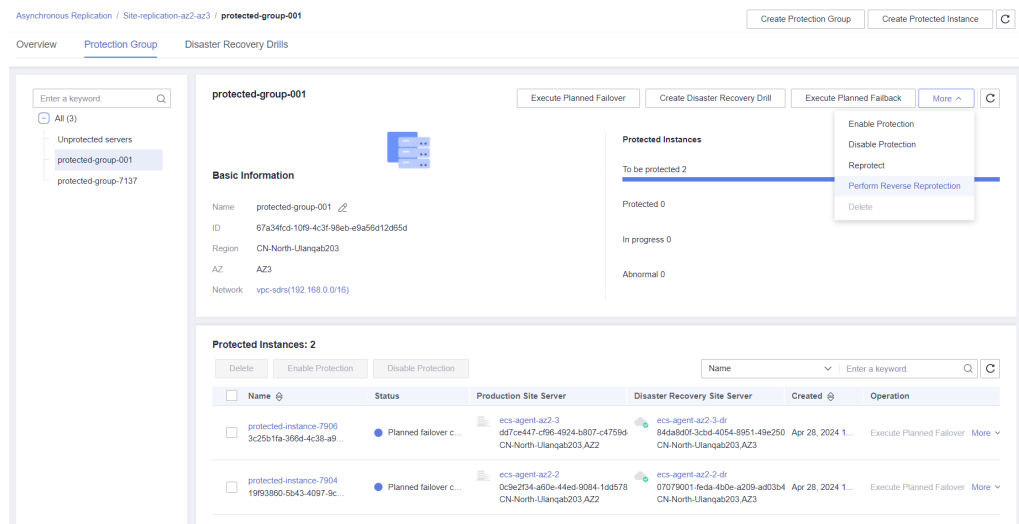 Asynchronous Replication / Site-replication-az2-az3 / protected-group-001
Create Protection Group
Create Protected Instance
Overview
Protection Group
Disaster Recovery Drills
Enter a keyword.
All (3)
Unprotected servers
protected-group-001
protected-group-7137
protected-group-001
Execute Planned Failover
Create Disaster Recovery Drill
Execute Planned Failback
More
Enable Protection
Disable Protection
Reprotect
Perform Reverse Reprotection
Delete
Basic Information
Name protected-group-001
ID 67a34fcd-10f9-4c3f-98eb-e9a56d12d65d
Region CN-North-Ulanqab203
AZ AZ3
Network vpc-sdrs(192.168.0.0/16)
Protected Instances
To be protected 2
Protected 0
In progress 0
Abnormal 0
Protected Instances: 2
Delete
Enable Protection
Disable Protection
Name
Enter a keyword.
Name Status Production Site Server Disaster Recovery Site Server Created Operation
protected-instance-7906
3c25b1fa-366d-4c38-a9...
Planned failover c...
ecs-agent-az2-3
dd7ce447-cf96-4924-b807-c4759d
CN-North-Ulanqab203,AZ2
ecs-agent-az2-3-dr
84da8d0f-3cbd-4054-8951-49e250
CN-North-Ulanqab203,AZ3
Apr 28, 2024 1...
Execute Planned Failover More
protected-instance-7904
19f93860-5b43-4097-9c...
Planned failover c...
ecs-agent-az2-2
0c9e2f34-a60e-44ed-9084-1dd578
CN-North-Ulanqab203,AZ2
ecs-agent-az2-2-dr
07079001-feda-4b0e-a209-ad03b4
CN-North-Ulanqab203,AZ3
Apr 28, 2024 1...
Execute Planned Failover More